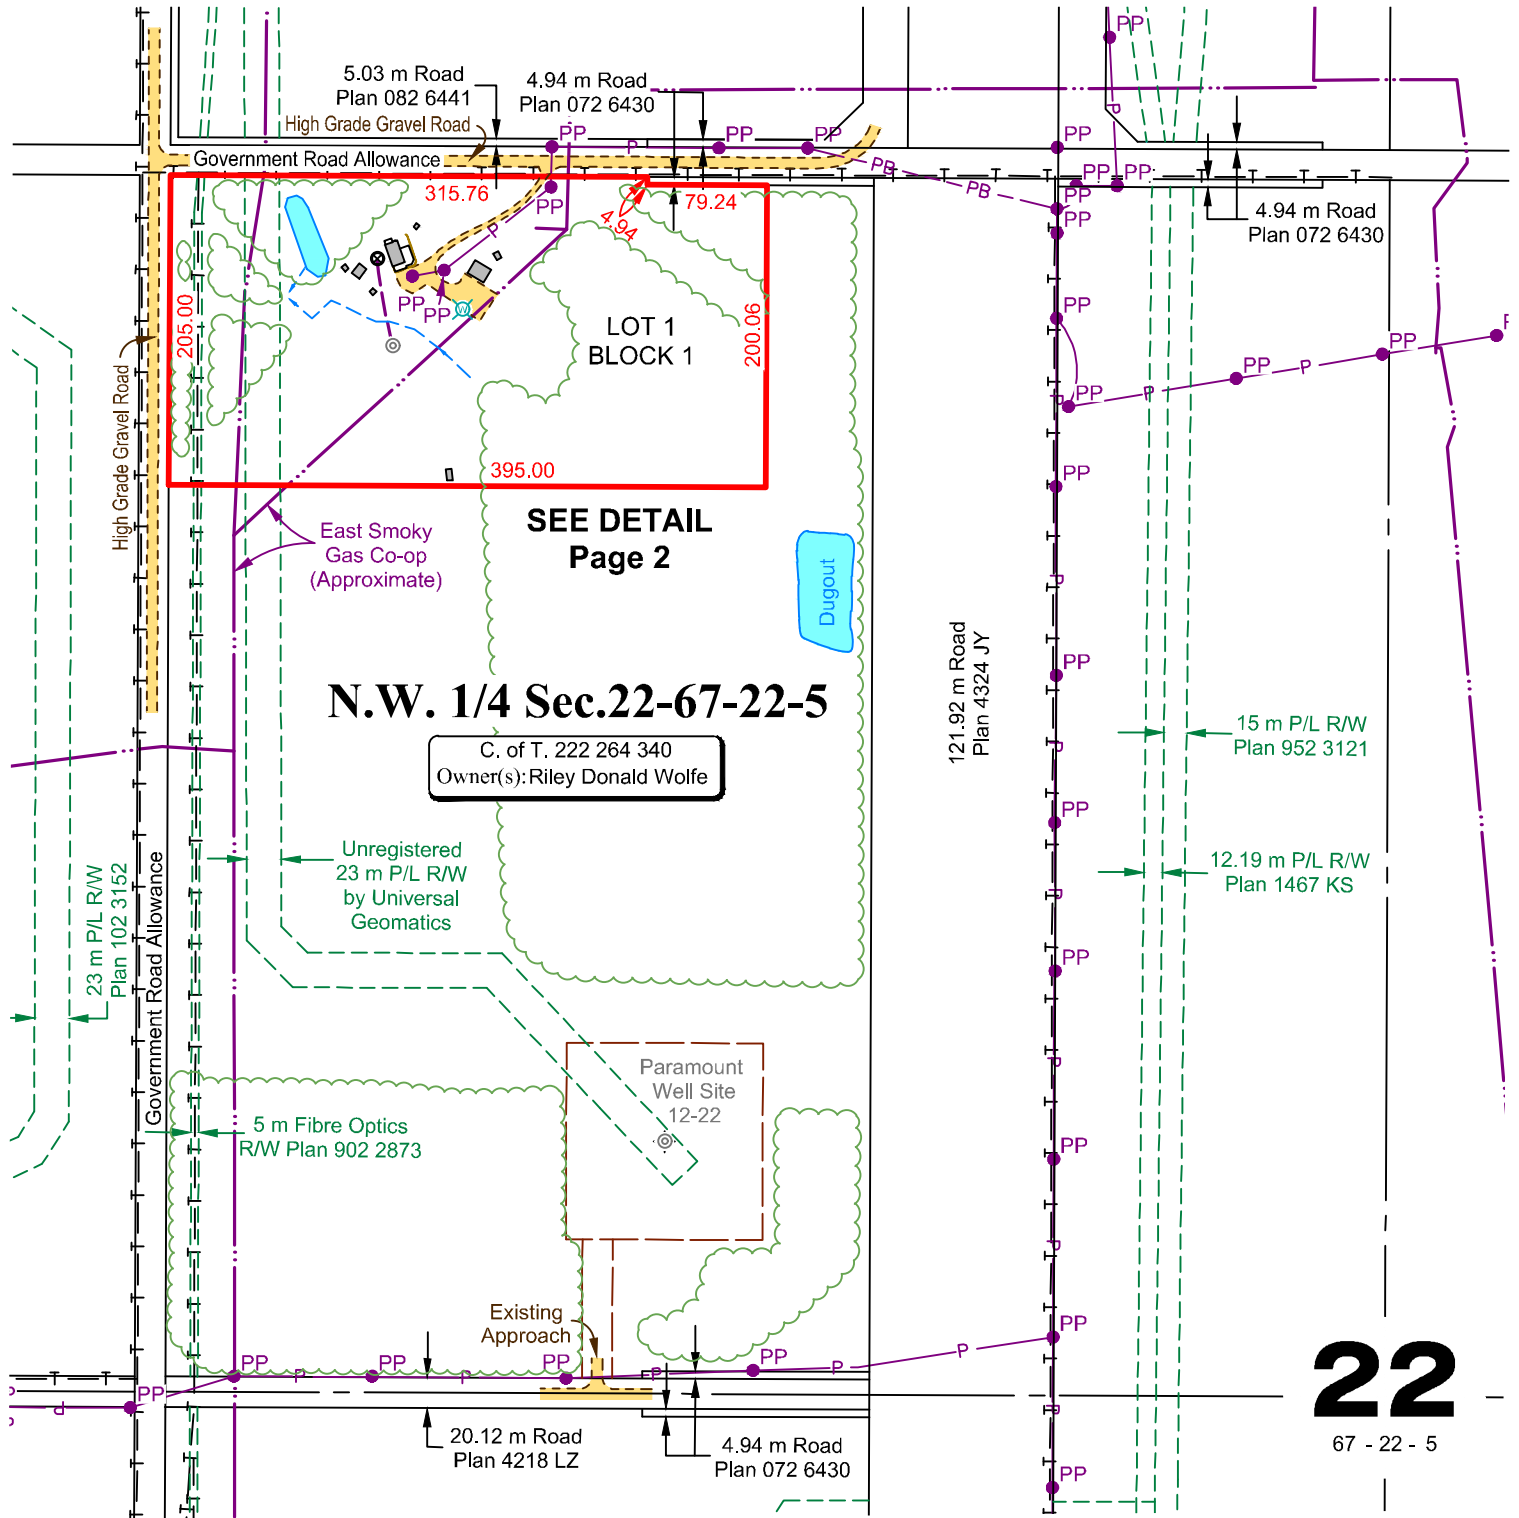 5.03 m Road
Plan 082 6441
4.94 m Road
Plan 072 6430
High Grade Gravel Road
Government Road Allowance
PP
P
PP
PP
PB
PB
PP
P
PP
PP
PP
PP
PP
4.94 m Road
Plan 072 6430
315.76
PP
79.24
4.94
P
PP
PP
W
205.00
200.06
LOT 1
BLOCK 1
395.00
High Grade Gravel Road
PP
PP
P
PP
P
PP
P
PP
East Smoky
Gas Co-op
(Approximate)
SEE DETAIL
Page 2
Dugout
N.W. 1/4 Sec.22-67-22-5
C. of T. 222 264 340
Owner(s): Riley Donald Wolfe
121.92 m Road
Plan 4324 JY
PP
15 m P/L R/W
Plan 952 3121
PP
12.19 m P/L R/W
Plan 1467 KS
Unregistered
23 m P/L R/W
by Universal
Geomatics
23 m P/L R/W
Plan 102 3152
Government Road Allowance
PP
Paramount
Well Site
12-22
5 m Fibre Optics
R/W Plan 902 2873
PP
Existing
Approach
PP
P
PP
P
PP
P
PP
P
P
PP
PP
P
20.12 m Road
Plan 4218 LZ
4.94 m Road
Plan 072 6430
PP
22
67 - 22 - 5